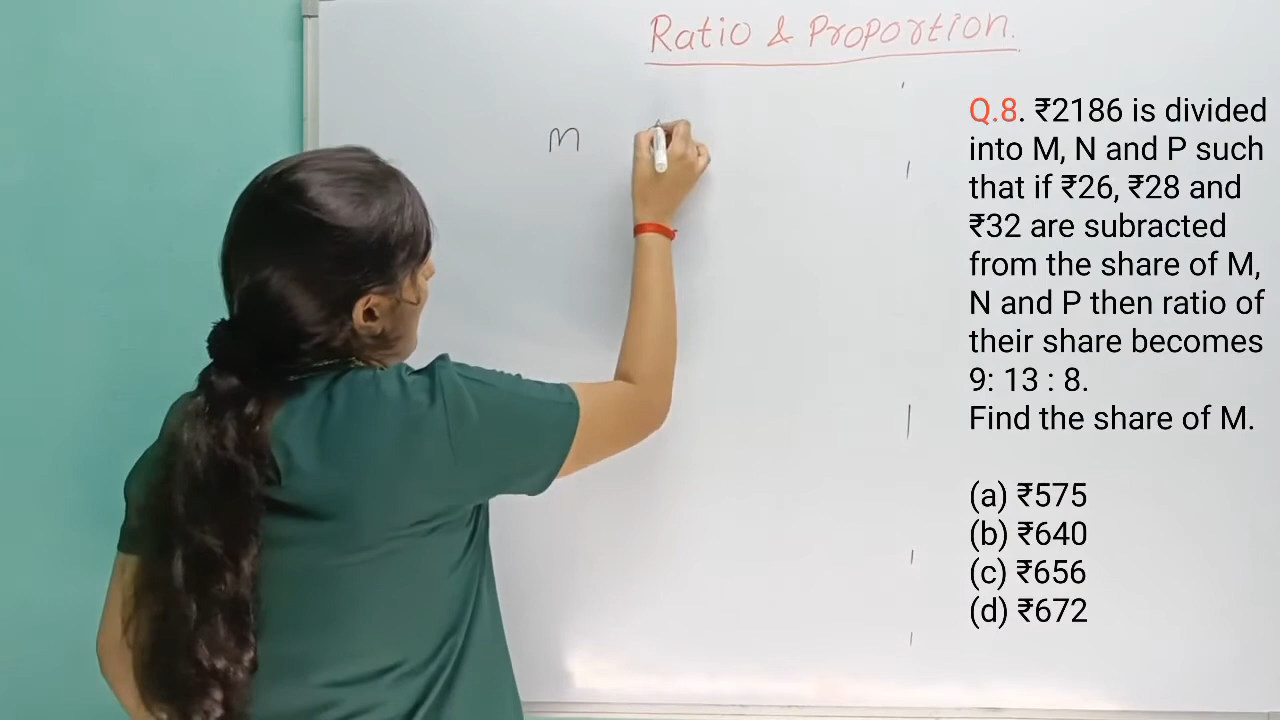 Ratio & Proportion.
M
Q.8. ₹2186 is divided
into M, N and P such
that if ₹26, ₹28 and
₹32 are subracted
from the share of M,
N and P then ratio of
their share becomes
9: 13 : 8.
Find the share of M.
(a) ₹575
(b) ₹640
(c) ₹656
(d) ₹672